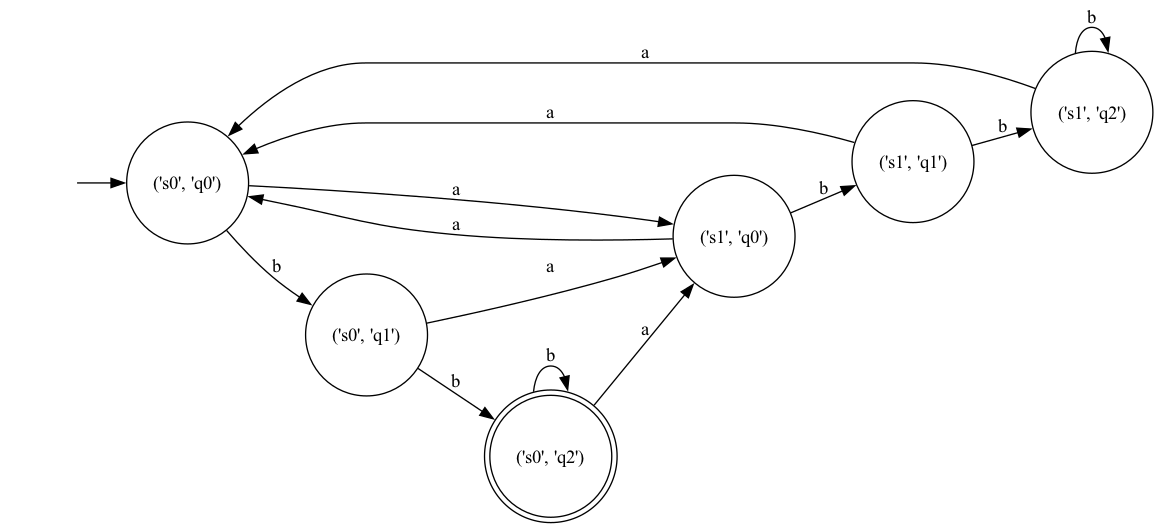 b
a
('s1', 'q2')
a
b
('s1', 'q1')
('s0', 'q0')
a
b
a
('s1', 'q0')
b
a
('s0', 'q1')
a
b
b
('s0', 'q2')